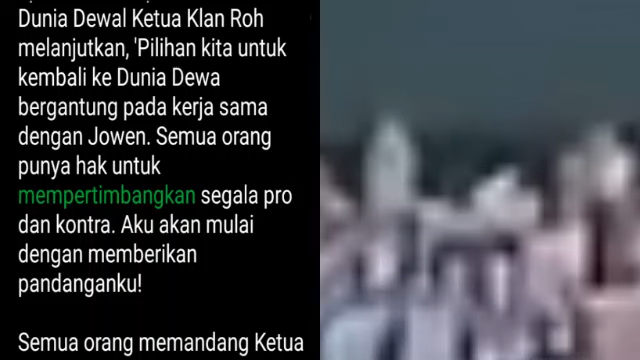 Dunia Dewal Ketua Klan Roh
melanjutkan, 'Pilihan kita untuk
kembali ke Dunia Dewa
bergantung pada kerja sama
dengan Jowen. Semua orang
punya hak untuk
mempertimbangkan segala pro
dan kontra. Aku akan mulai
dengan memberikan
pandanganku!
Semua orang memandang Ketua